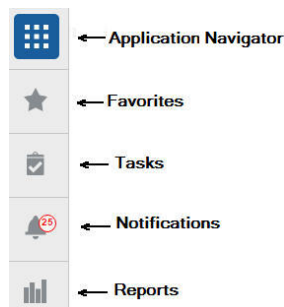 Application Navigator
Favorites
Tasks
25
Notifications
Reports